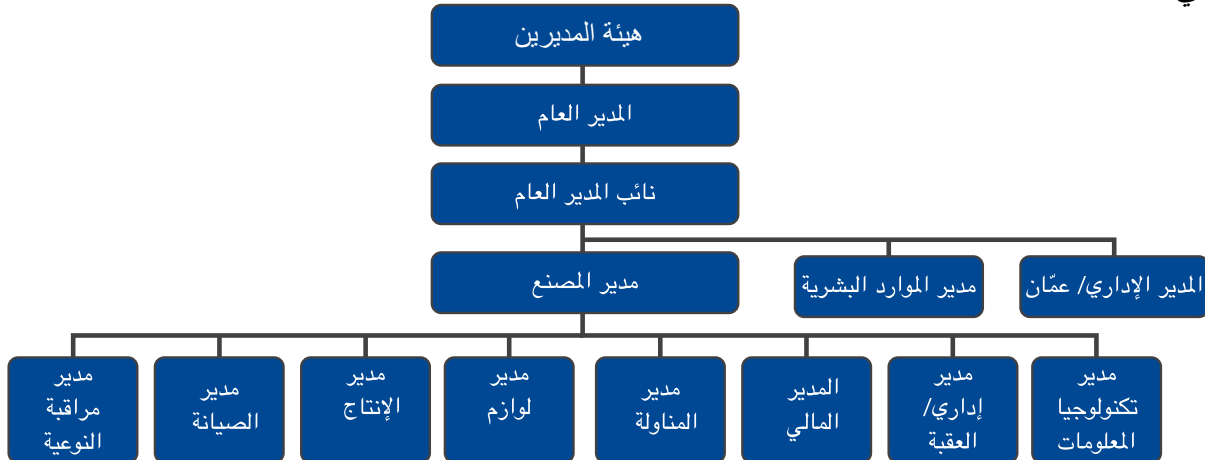 هيئة المديرين
المدير العام
نائب المدير العام
المدير الإداري/ عمّان
مدير الموارد البشرية
مدير المصنع
مدير
تكنولوجيا
المعلومات
مدير
إداري/
العقبة
المدير
المالي
مدير
المناولة
مدير
لوازم
مدير
الإنتاج
مدير
الصيانة
مدير
مراقبة
النوعية